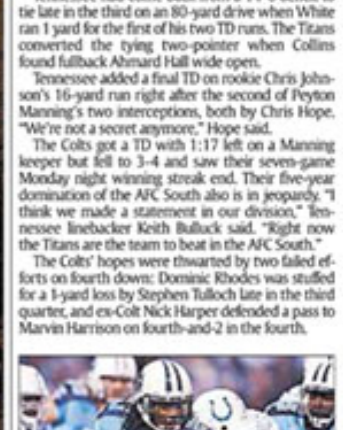 tie late in the third on an 80-yard drive when White
ran 1 yard for the first of his two TD runs. The Titans
converted the tying two-pointer when Collins
found fullback Ahmard Hall wide open.
Tennessee added a final TD on rookie Chris John-
son's 16-yard run right after the second of Peyton
Manning's two interceptions, both by Chris Hope.
"We're not a secret anymore," Hope said.
The Colts got a TD with 1:17 left on a Manning
keeper but fell to 3-4 and saw their seven-game
Monday night winning streak end. Their five-year
domination of the AFC South also is in jeopardy. "I
think we made a statement in our division," Ten-
nessee linebacker Keith Bulluck said. "Right now
the Titans are the team to beat in the AFC South."
The Colts' hopes were thwarted by two failed ef-
forts on fourth down: Dominic Rhodes was stuffed
for a 1-yard loss by Stephen Tulloch late in the third
quarter, and ex-Colt Nick Harper defended a pass to
Marvin Harrison on fourth-and-2 in the fourth.